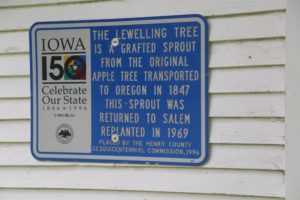 IOWA
150
Celebrate
Our State
1846 • 1996
THE LEWELLING TREE
IS A GRAFTED SPROUT
FROM THE ORIGINAL
APPLE TREE TRANSPORTED
TO OREGON IN 1847
THIS SPROUT WAS
RETURNED TO SALEM
REPLANTED IN 1969
PLACED BY THE HENRY COUNTY
SESQUICENTENNIAL COMMISSION, 1996